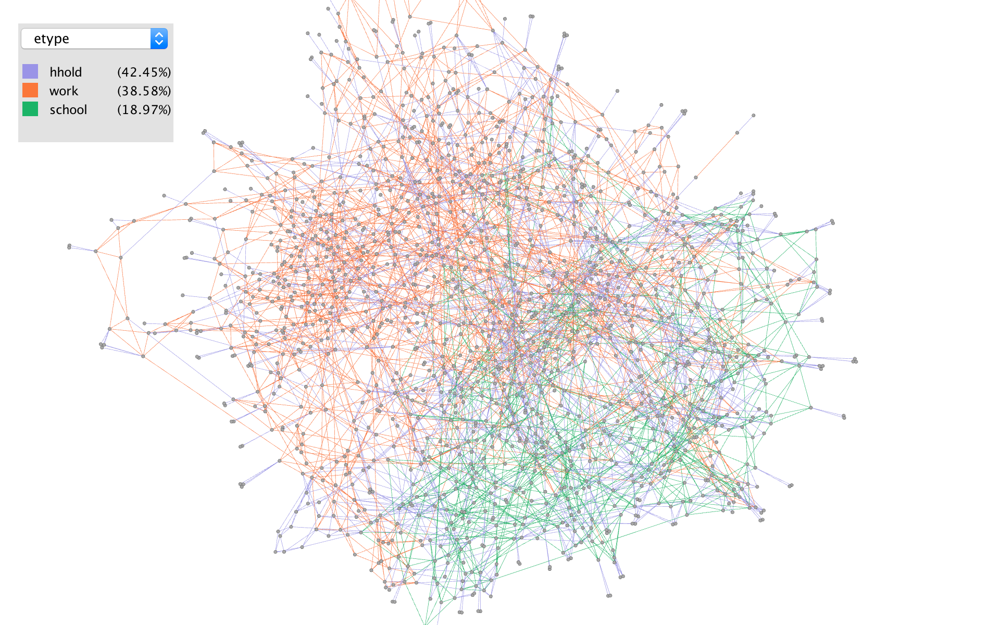 etype
hhold (42.45%)
work (38.58%)
school (18.97%)